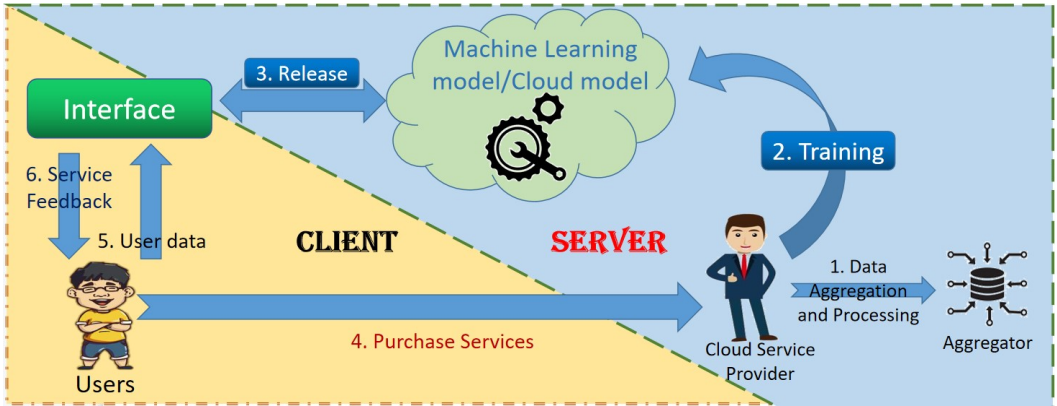 Machine Learning
model/Cloud model
3. Release
Interface
2. Training
6. Service
Feedback
5. User data
CLIENT
SERVER
1. Data
Aggregation
and Processing
4. Purchase Services
Cloud Service
Provider
Aggregator
Users